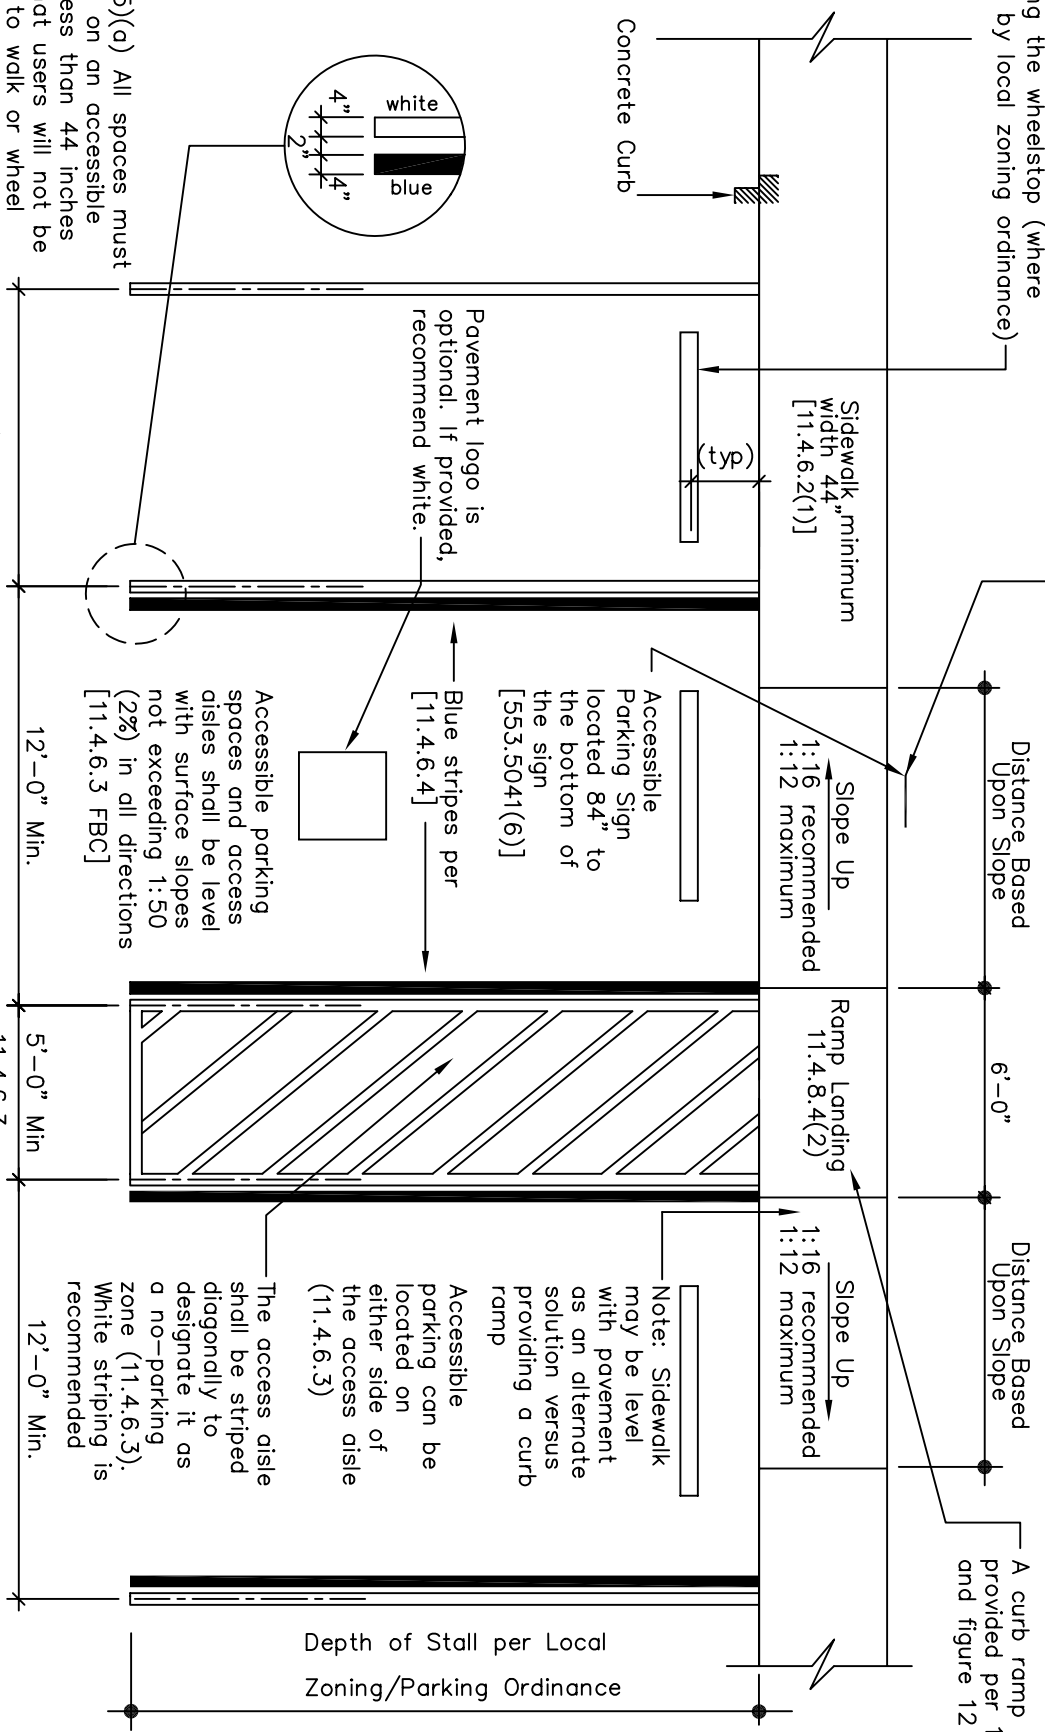 ng the wheelstop (where
by local zoning ordinance)
Concrete Curb
white
blue
4"
2"
4"
)(a) All spaces must
on an accessible
ess than 44 inches
at users will not be
to walk or wheel
Sidewalk minimum
width 44"
[11.4.6.2(1)]
(typ)
Pavement logo is
optional. If provided,
recommend white.
Distance Based
Upon Slope
6'-0"
Distance Based
Upon Slope
Slope Up
1:16 recommended
1:12 maximum
Ramp Landing
11.4.8.4(2)
Slope Up
1:16 recommended
1:12 maximum
A curb ramp
provided per 1
and figure 12
Accessible
Parking Sign
located 84" to
the bottom of
the sign
[553.5041(6)]
Blue stripes per
[11.4.6.4]
Accessible parking
spaces and access
aisles shall be level
with surface slopes
not exceeding 1:50
(2%) in all directions
[11.4.6.3 FBC]
Note: Sidewalk
may be level
with pavement
as an alternate
solution versus
providing a curb
ramp
Accessible
parking can be
located on
either side of
the access aisle
(11.4.6.3)
The access aisle
shall be striped
diagonally to
designate it as
a no-parking
zone (11.4.6.3).
White striping is
recommended
12'-0" Min.
5'-0" Min
12'-0" Min.
Depth of Stall per Local
Zoning/Parking Ordinance